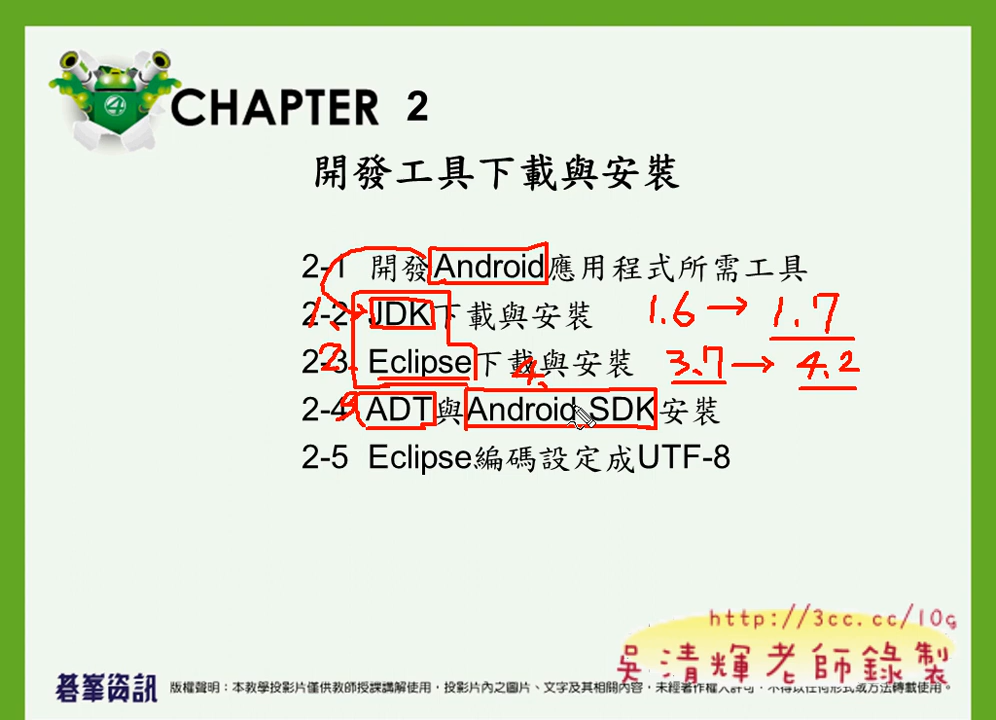 CHAPTER 2
開發工具下載與安裝
2-1 開發Android應用程式所需工具
1. 2-2 JDK下載與安裝 1.6 → 1.7
2. 2-3 Eclipse下載與安裝 3.7 → 4.2
4.
2-4 ADT與Android SDK安裝
2-5 Eclipse編碼設定成UTF-8
http://3cc.cc/10g
吳清輝老師錄製
碁峯資訊 版權聲明：本教學投影片僅供教師授課講解使用，投影片內之圖片、文字及其相關內容，未經著作權人許可，不得以任何形式或方法轉載使用。